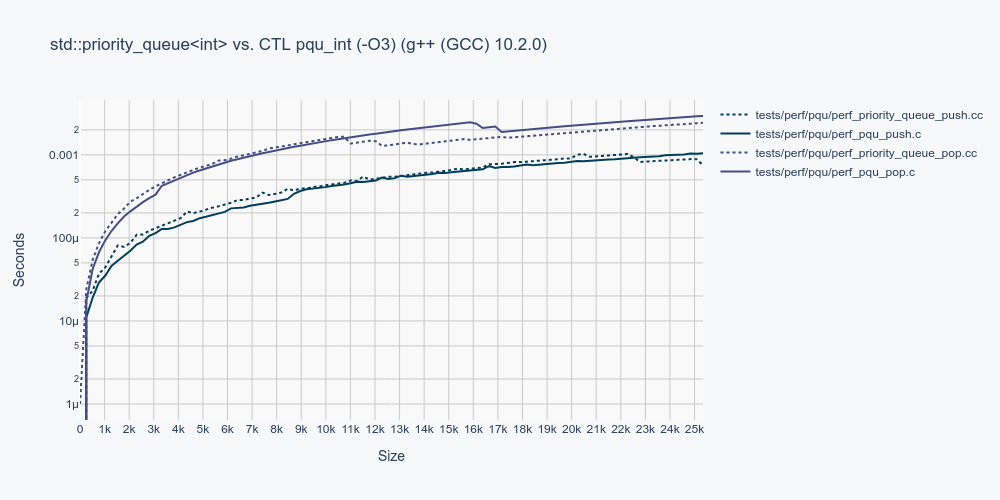 std::priority_queue<int> vs. CTL pqu_int (-O3) (g++ (GCC) 10.2.0)
tests/perf/pqu/perf_priority_queue_push.cc
tests/perf/pqu/perf_pqu_push.c
tests/perf/pqu/perf_priority_queue_pop.cc
tests/perf/pqu/perf_pqu_pop.c
Seconds
2
0.001
5
2
100μ
5
2
10μ
5
2
1μ
0 1k 2k 3k 4k 5k 6k 7k 8k 9k 10k 11k 12k 13k 14k 15k 16k 17k 18k 19k 20k 21k 22k 23k 24k 25k
Size